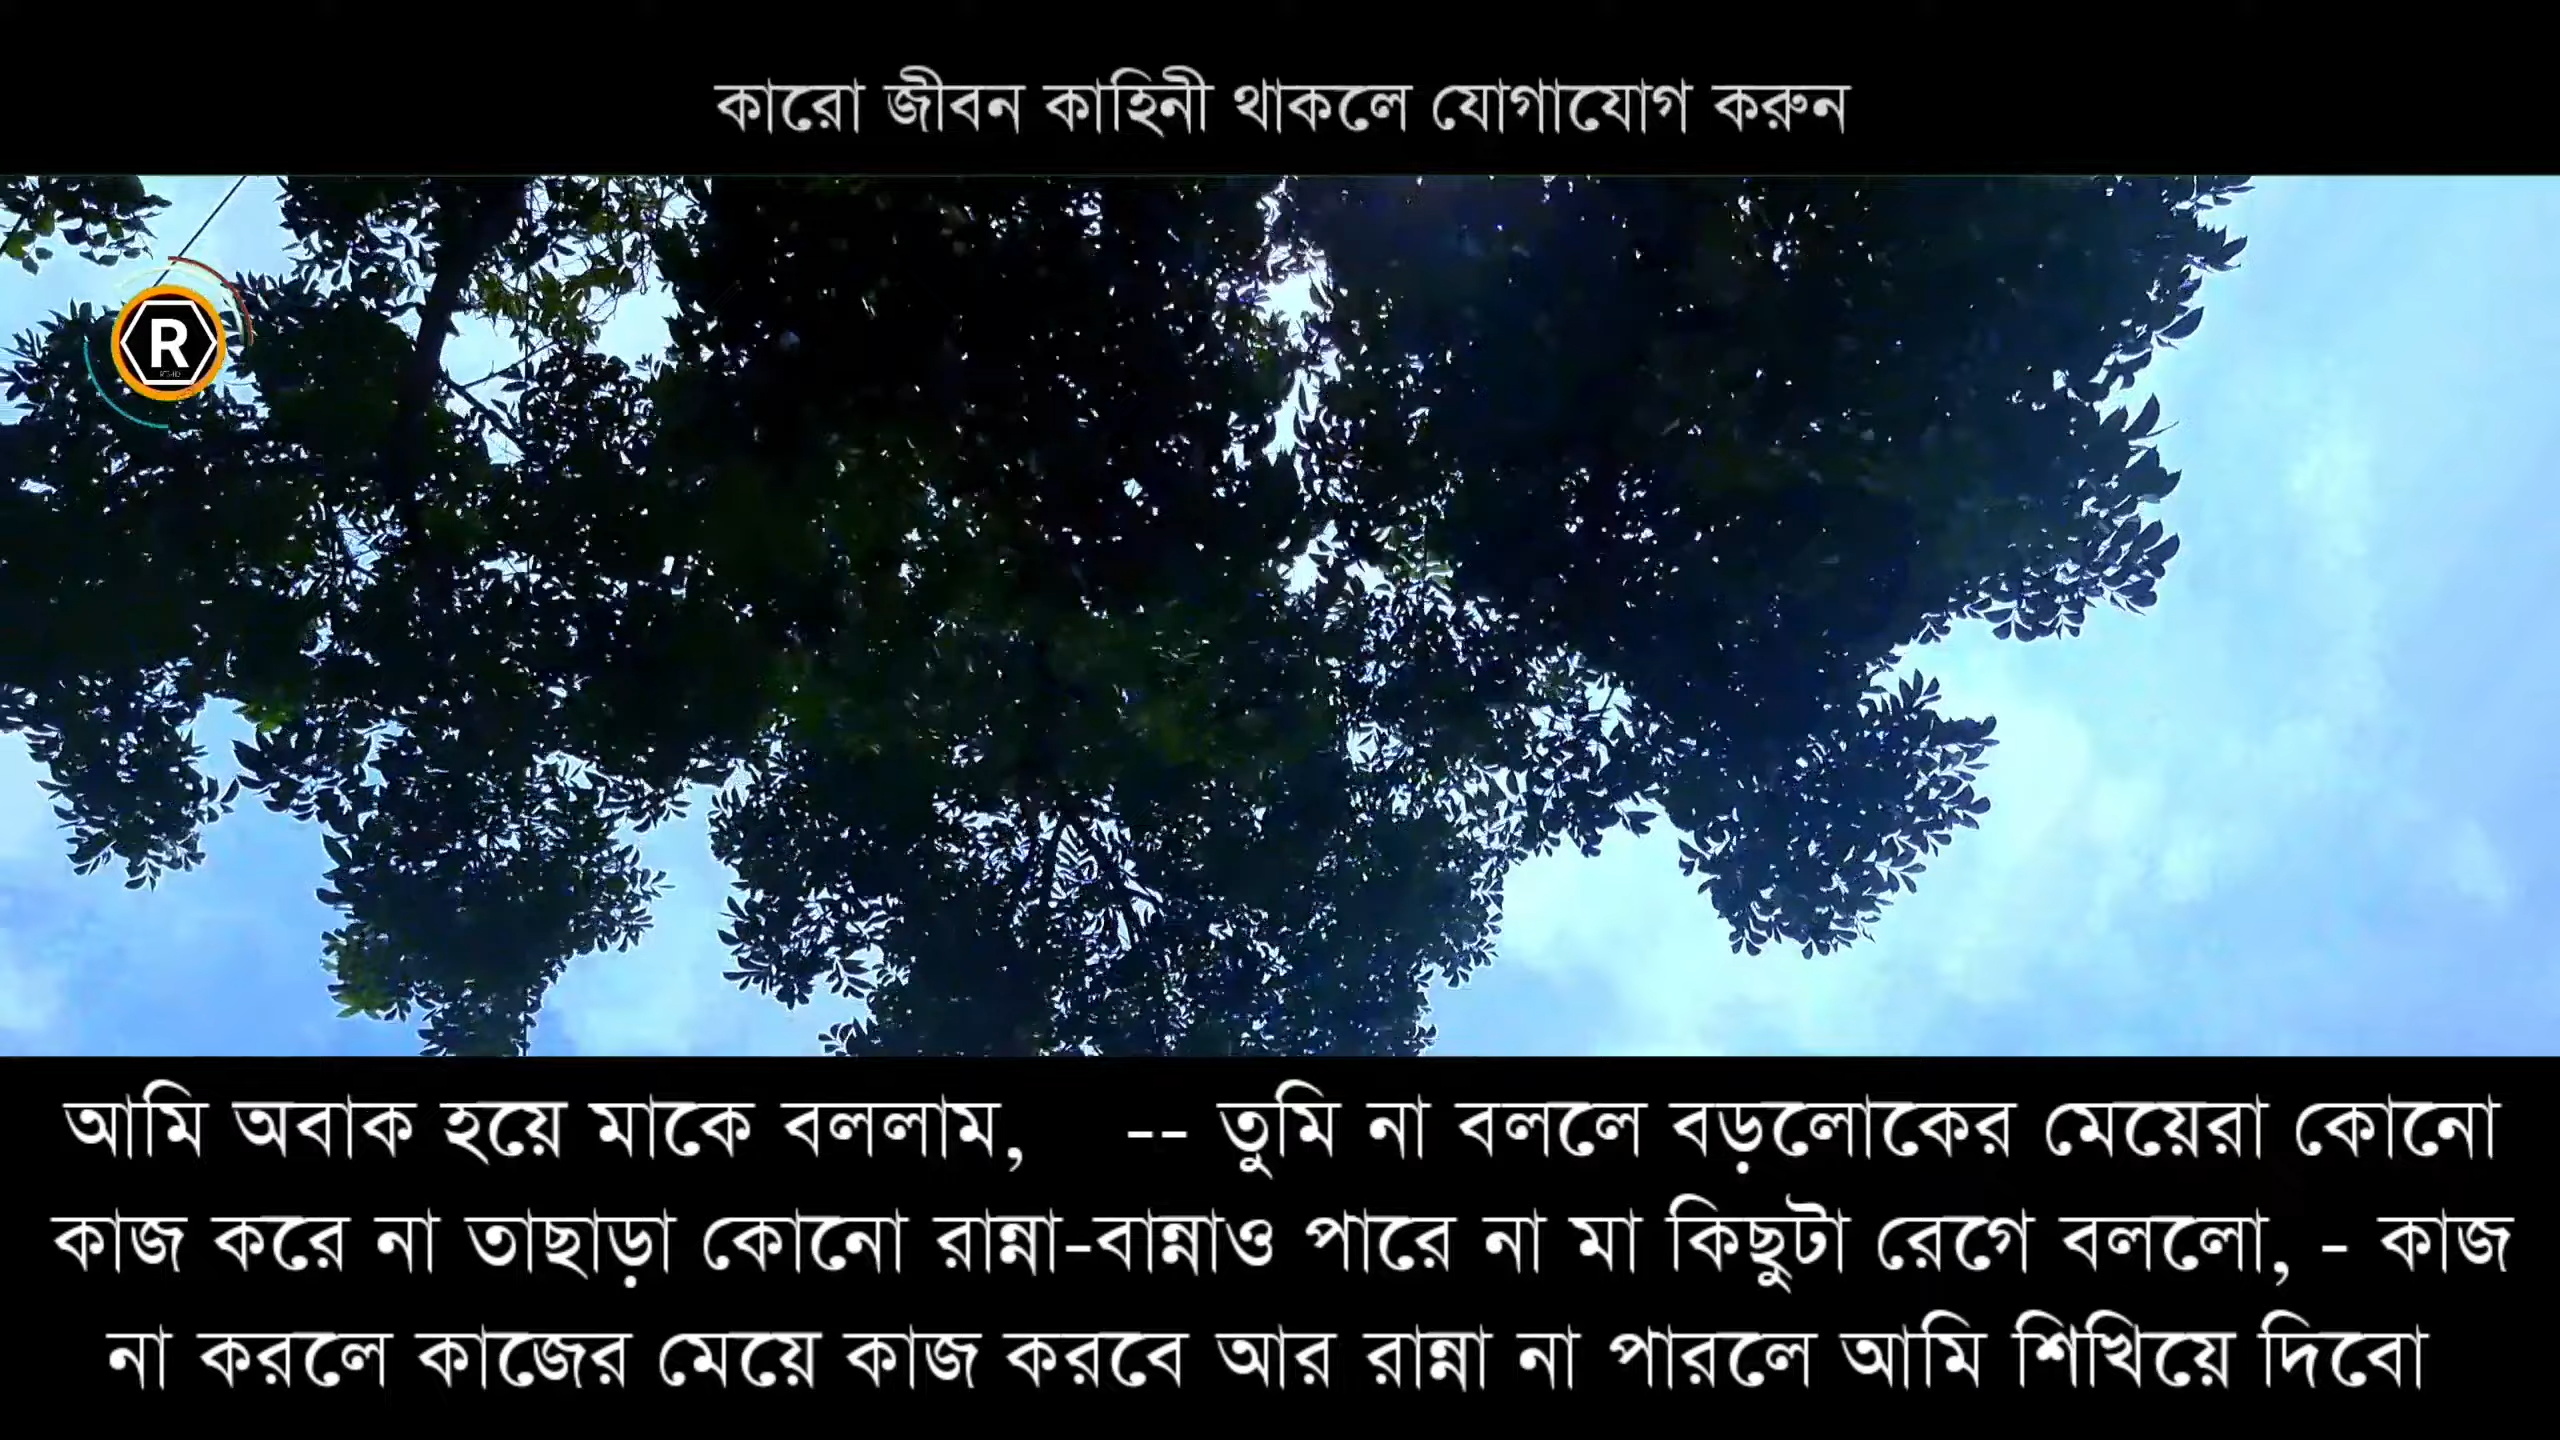 কারো জীবন কাহিনী থাকলে যোগাযোগ করুন
R
আমি অবাক হয়ে মাকে বললাম, -- তুমি না বললে বড়লোকের মেয়েরা কোনো
কাজ করে না তাছাড়া কোনো রান্না-বান্নাও পারে না মা কিছুটা রেগে বললো, - কাজ
না করলে কাজের মেয়ে কাজ করবে আর রান্না না পারলে আমি শিখিয়ে দিবো